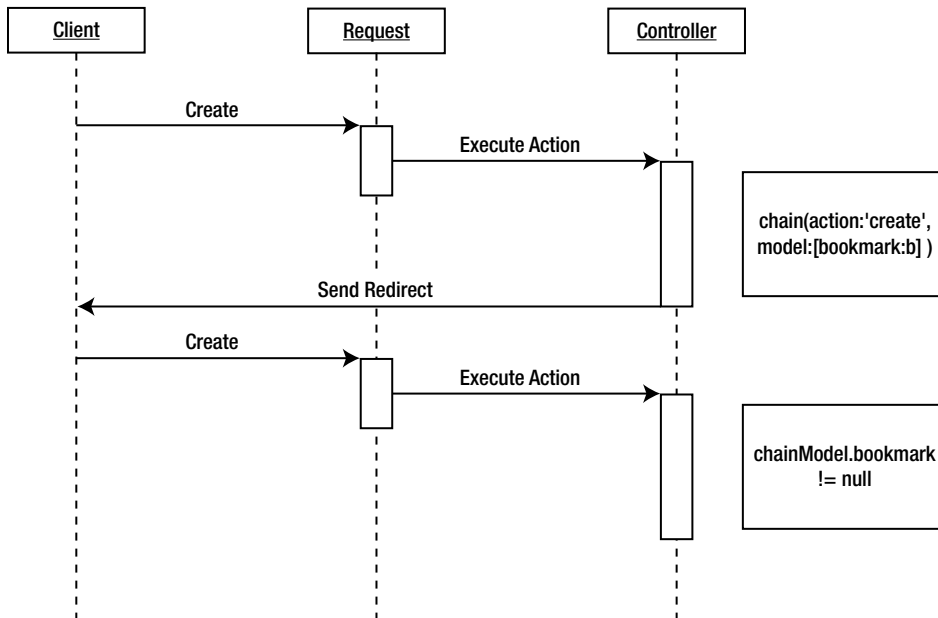 Client
Request
Controller
Create
Execute Action
chain(action:'create',
model:[bookmark:b] )
Send Redirect
Create
Execute Action
chainModel.bookmark
!= null